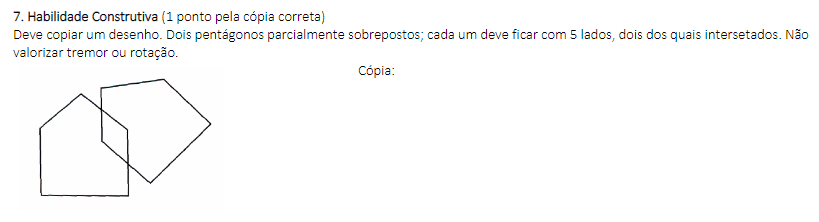 7. Habilidade Construtiva (1 ponto pela cópia correta)
Deve copiar um desenho. Dois pentágonos parcialmente sobrepostos; cada um deve ficar com 5 lados, dois dos quais intersetados. Não
valorizar tremor ou rotação.
Cópia: